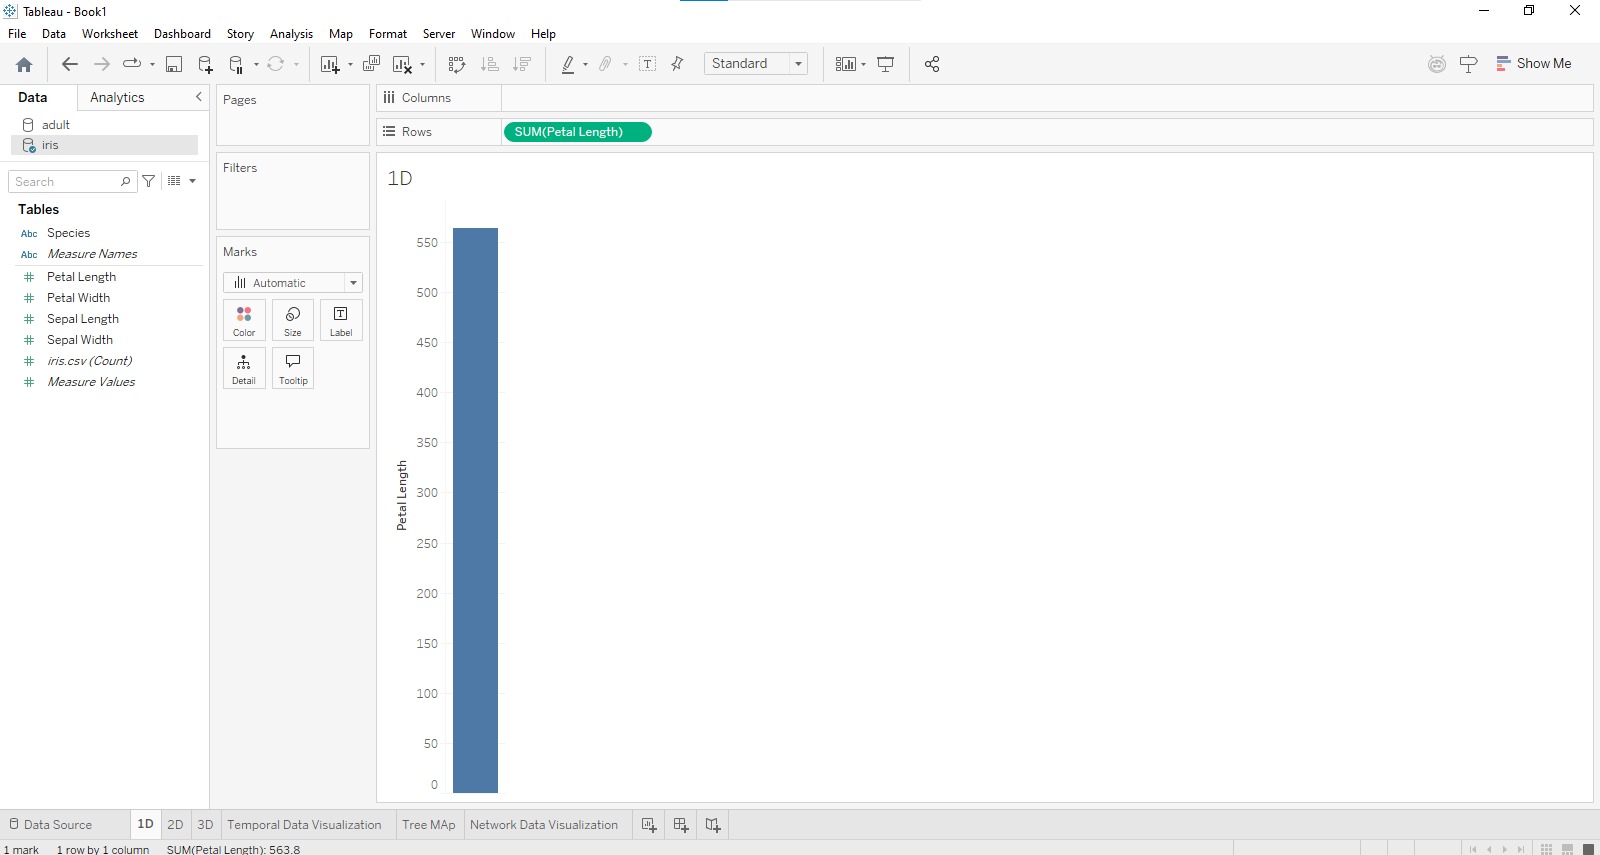 Tableau - Book1
File Data Worksheet Dashboard Story Analysis Map Format Server Window Help
Standard
Show Me
Data Analytics
adult
iris
Search
Tables
Abc Species
Abc Measure Names
Petal Length
Petal Width
Sepal Length
Sepal Width
iris.csv (Count)
Measure Values
Pages
Filters
Marks
Automatic
Color Size Label
Detail Tooltip
Columns
Rows SUM(Petal Length)
1D
550
500
450
400
350
300
250
200
150
100
50
0
Petal Length
Data Source 1D 2D 3D Temporal Data Visualization Tree MAp Network Data Visualization
1 mark 1 row by 1 column SUM(Petal Length): 563.8